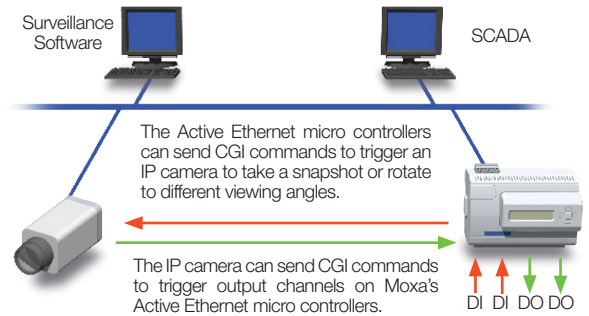 Surveillance
Software
SCADA
The Active Ethernet micro controllers
can send CGI commands to trigger an
IP camera to take a snapshot or rotate
to different viewing angles.
The IP camera can send CGI commands
to trigger output channels on Moxa's
Active Ethernet micro controllers.
DI DI DO DO